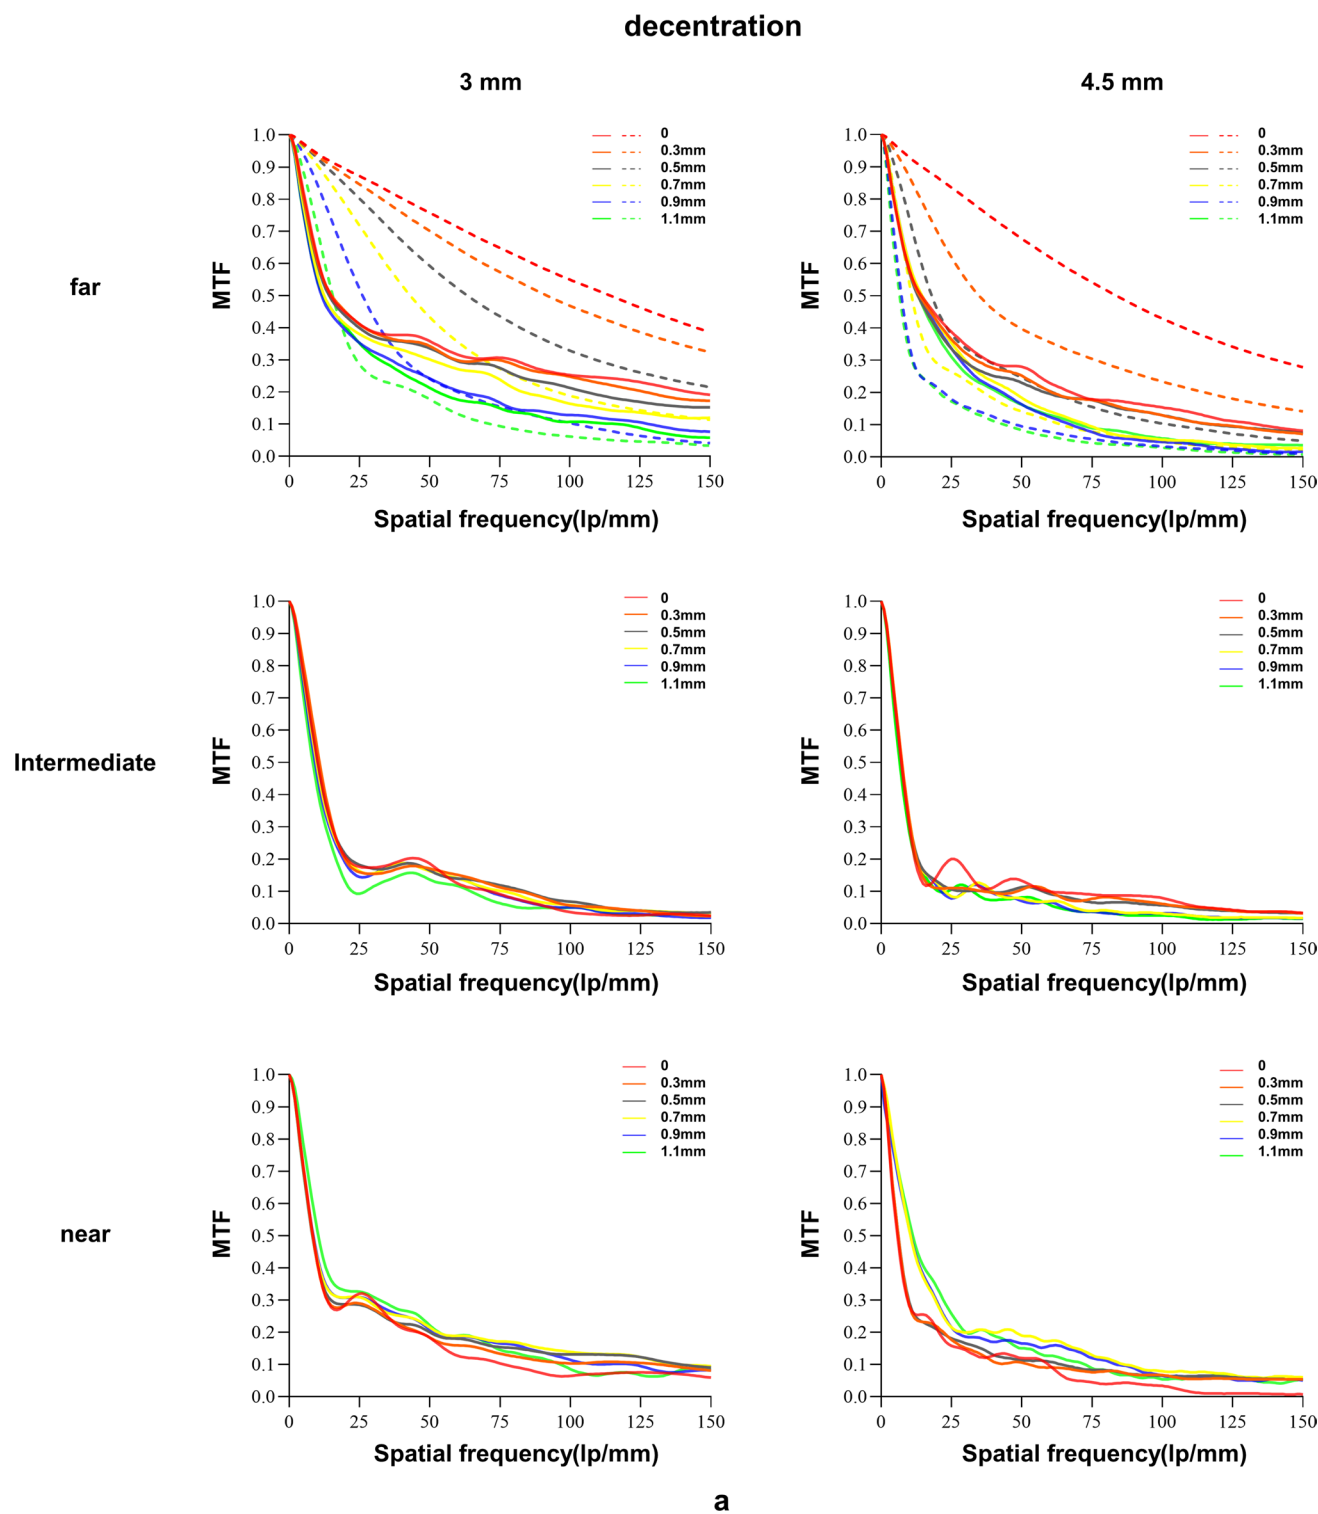 decentration
3 mm
4.5 mm
far
MTF
1.0
0.9
0.8
0.7
0.6
0.5
0.4
0.3
0.2
0.1
0.0
0 25 50 75 100 125 150
Spatial frequency(lp/mm)
0
0.3mm
0.5mm
0.7mm
0.9mm
1.1mm
MTF
1.0
0.9
0.8
0.7
0.6
0.5
0.4
0.3
0.2
0.1
0.0
0 25 50 75 100 125 150
Spatial frequency(lp/mm)
0
0.3mm
0.5mm
0.7mm
0.9mm
1.1mm
Intermediate
MTF
1.0
0.9
0.8
0.7
0.6
0.5
0.4
0.3
0.2
0.1
0.0
0 25 50 75 100 125 150
Spatial frequency(lp/mm)
0
0.3mm
0.5mm
0.7mm
0.9mm
1.1mm
MTF
1.0
0.9
0.8
0.7
0.6
0.5
0.4
0.3
0.2
0.1
0.0
0 25 50 75 100 125 150
Spatial frequency(lp/mm)
0
0.3mm
0.5mm
0.7mm
0.9mm
1.1mm
near
MTF
1.0
0.9
0.8
0.7
0.6
0.5
0.4
0.3
0.2
0.1
0.0
0 25 50 75 100 125 150
Spatial frequency(lp/mm)
0
0.3mm
0.5mm
0.7mm
0.9mm
1.1mm
MTF
1.0
0.9
0.8
0.7
0.6
0.5
0.4
0.3
0.2
0.1
0.0
0 25 50 75 100 125 150
Spatial frequency(lp/mm)
0
0.3mm
0.5mm
0.7mm
0.9mm
1.1mm
a